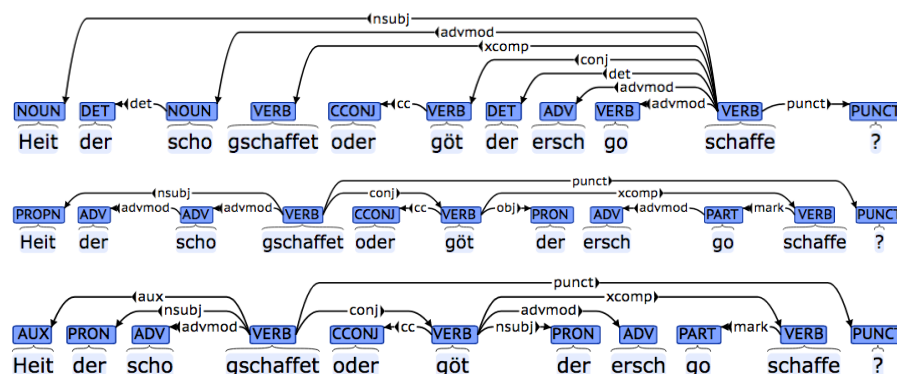 nsubj
advmod
xcomp
conj
det
advmod
det cc advmod punct
NOUN DET NOUN VERB CCONJ VERB DET ADV VERB VERB PUNCT
Heit der scho gschaffet oder göt der ersch go schaffe ?
punct
nsubj conj xcomp
advmod advmod cc obj advmod mark
PROPN ADV ADV VERB CCONJ VERB PRON ADV PART VERB PUNCT
Heit der scho gschaffet oder göt der ersch go schaffe ?
punct
aux xcomp
nsubj conj advmod
advmod cc nsubj mark
AUX PRON ADV VERB CCONJ VERB PRON ADV PART VERB PUNCT
Heit der scho gschaffet oder göt der ersch go schaffe ?